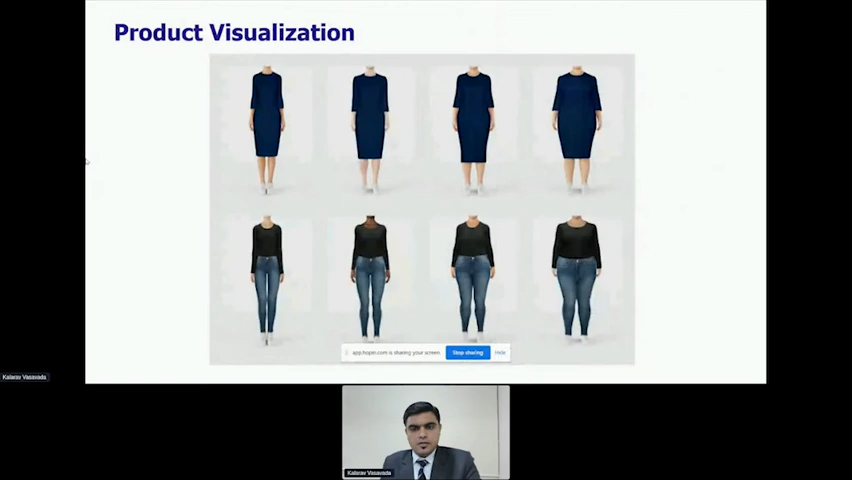 Product Visualization
app.hopin.com is sharing your screen.
Stop sharing
Hide
Kalarav Vasavada
Kalarav Vasavada